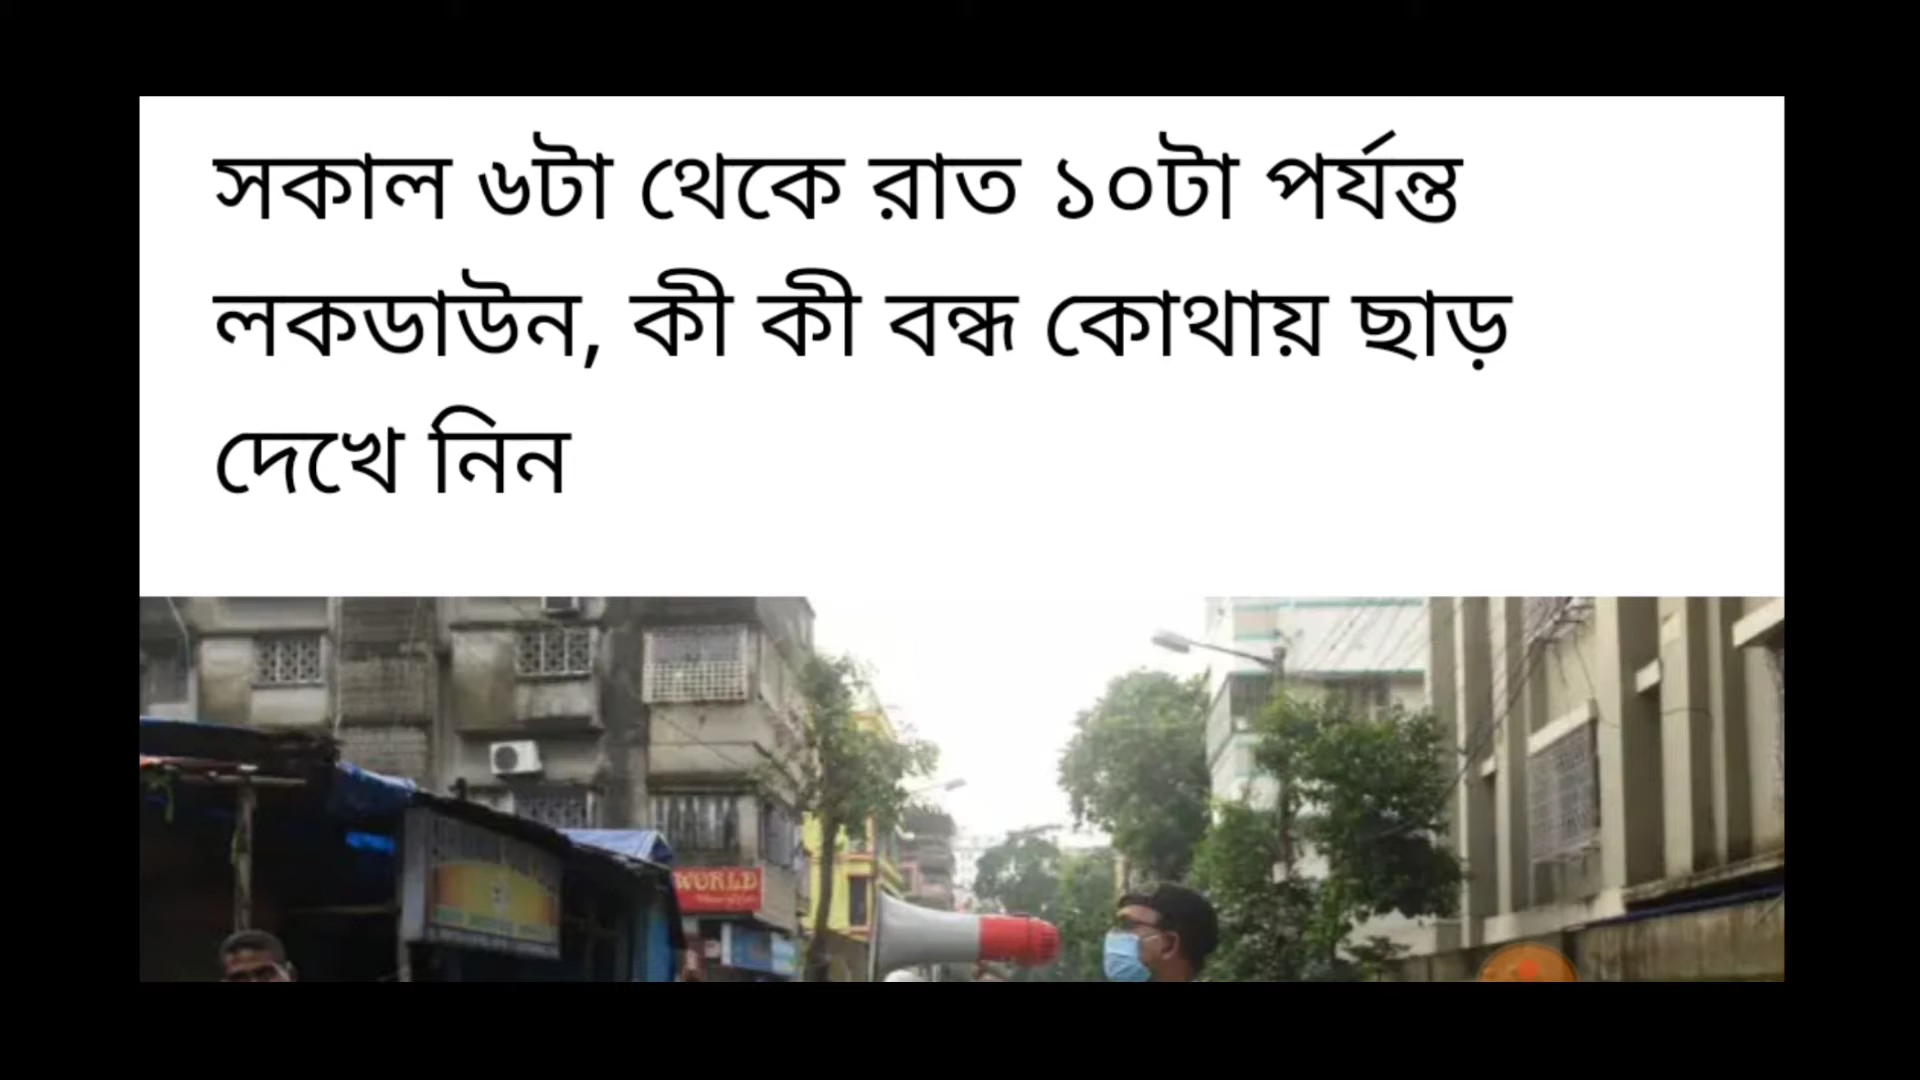 সকাল ৬টা থেকে রাত ১০টা পর্যন্ত
লকডাউন, কী কী বন্ধ কোথায় ছাড়
দেখে নিন
WORLD